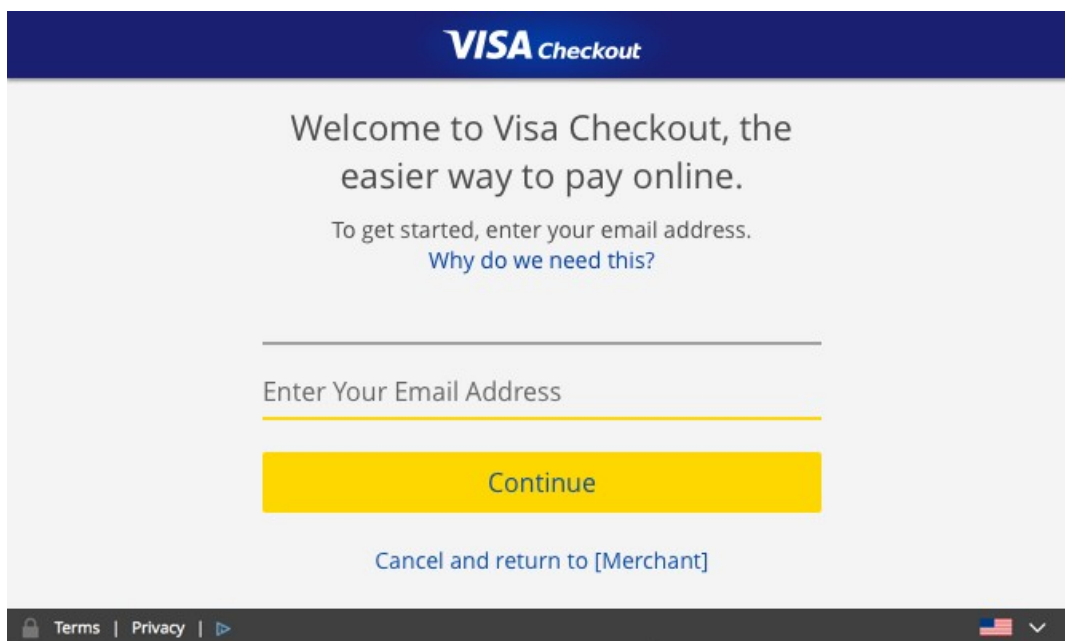 VISA Checkout
Welcome to Visa Checkout, the
easier way to pay online.
To get started, enter your email address.
Why do we need this?
Enter Your Email Address
Continue
Cancel and return to [Merchant]
Terms | Privacy |